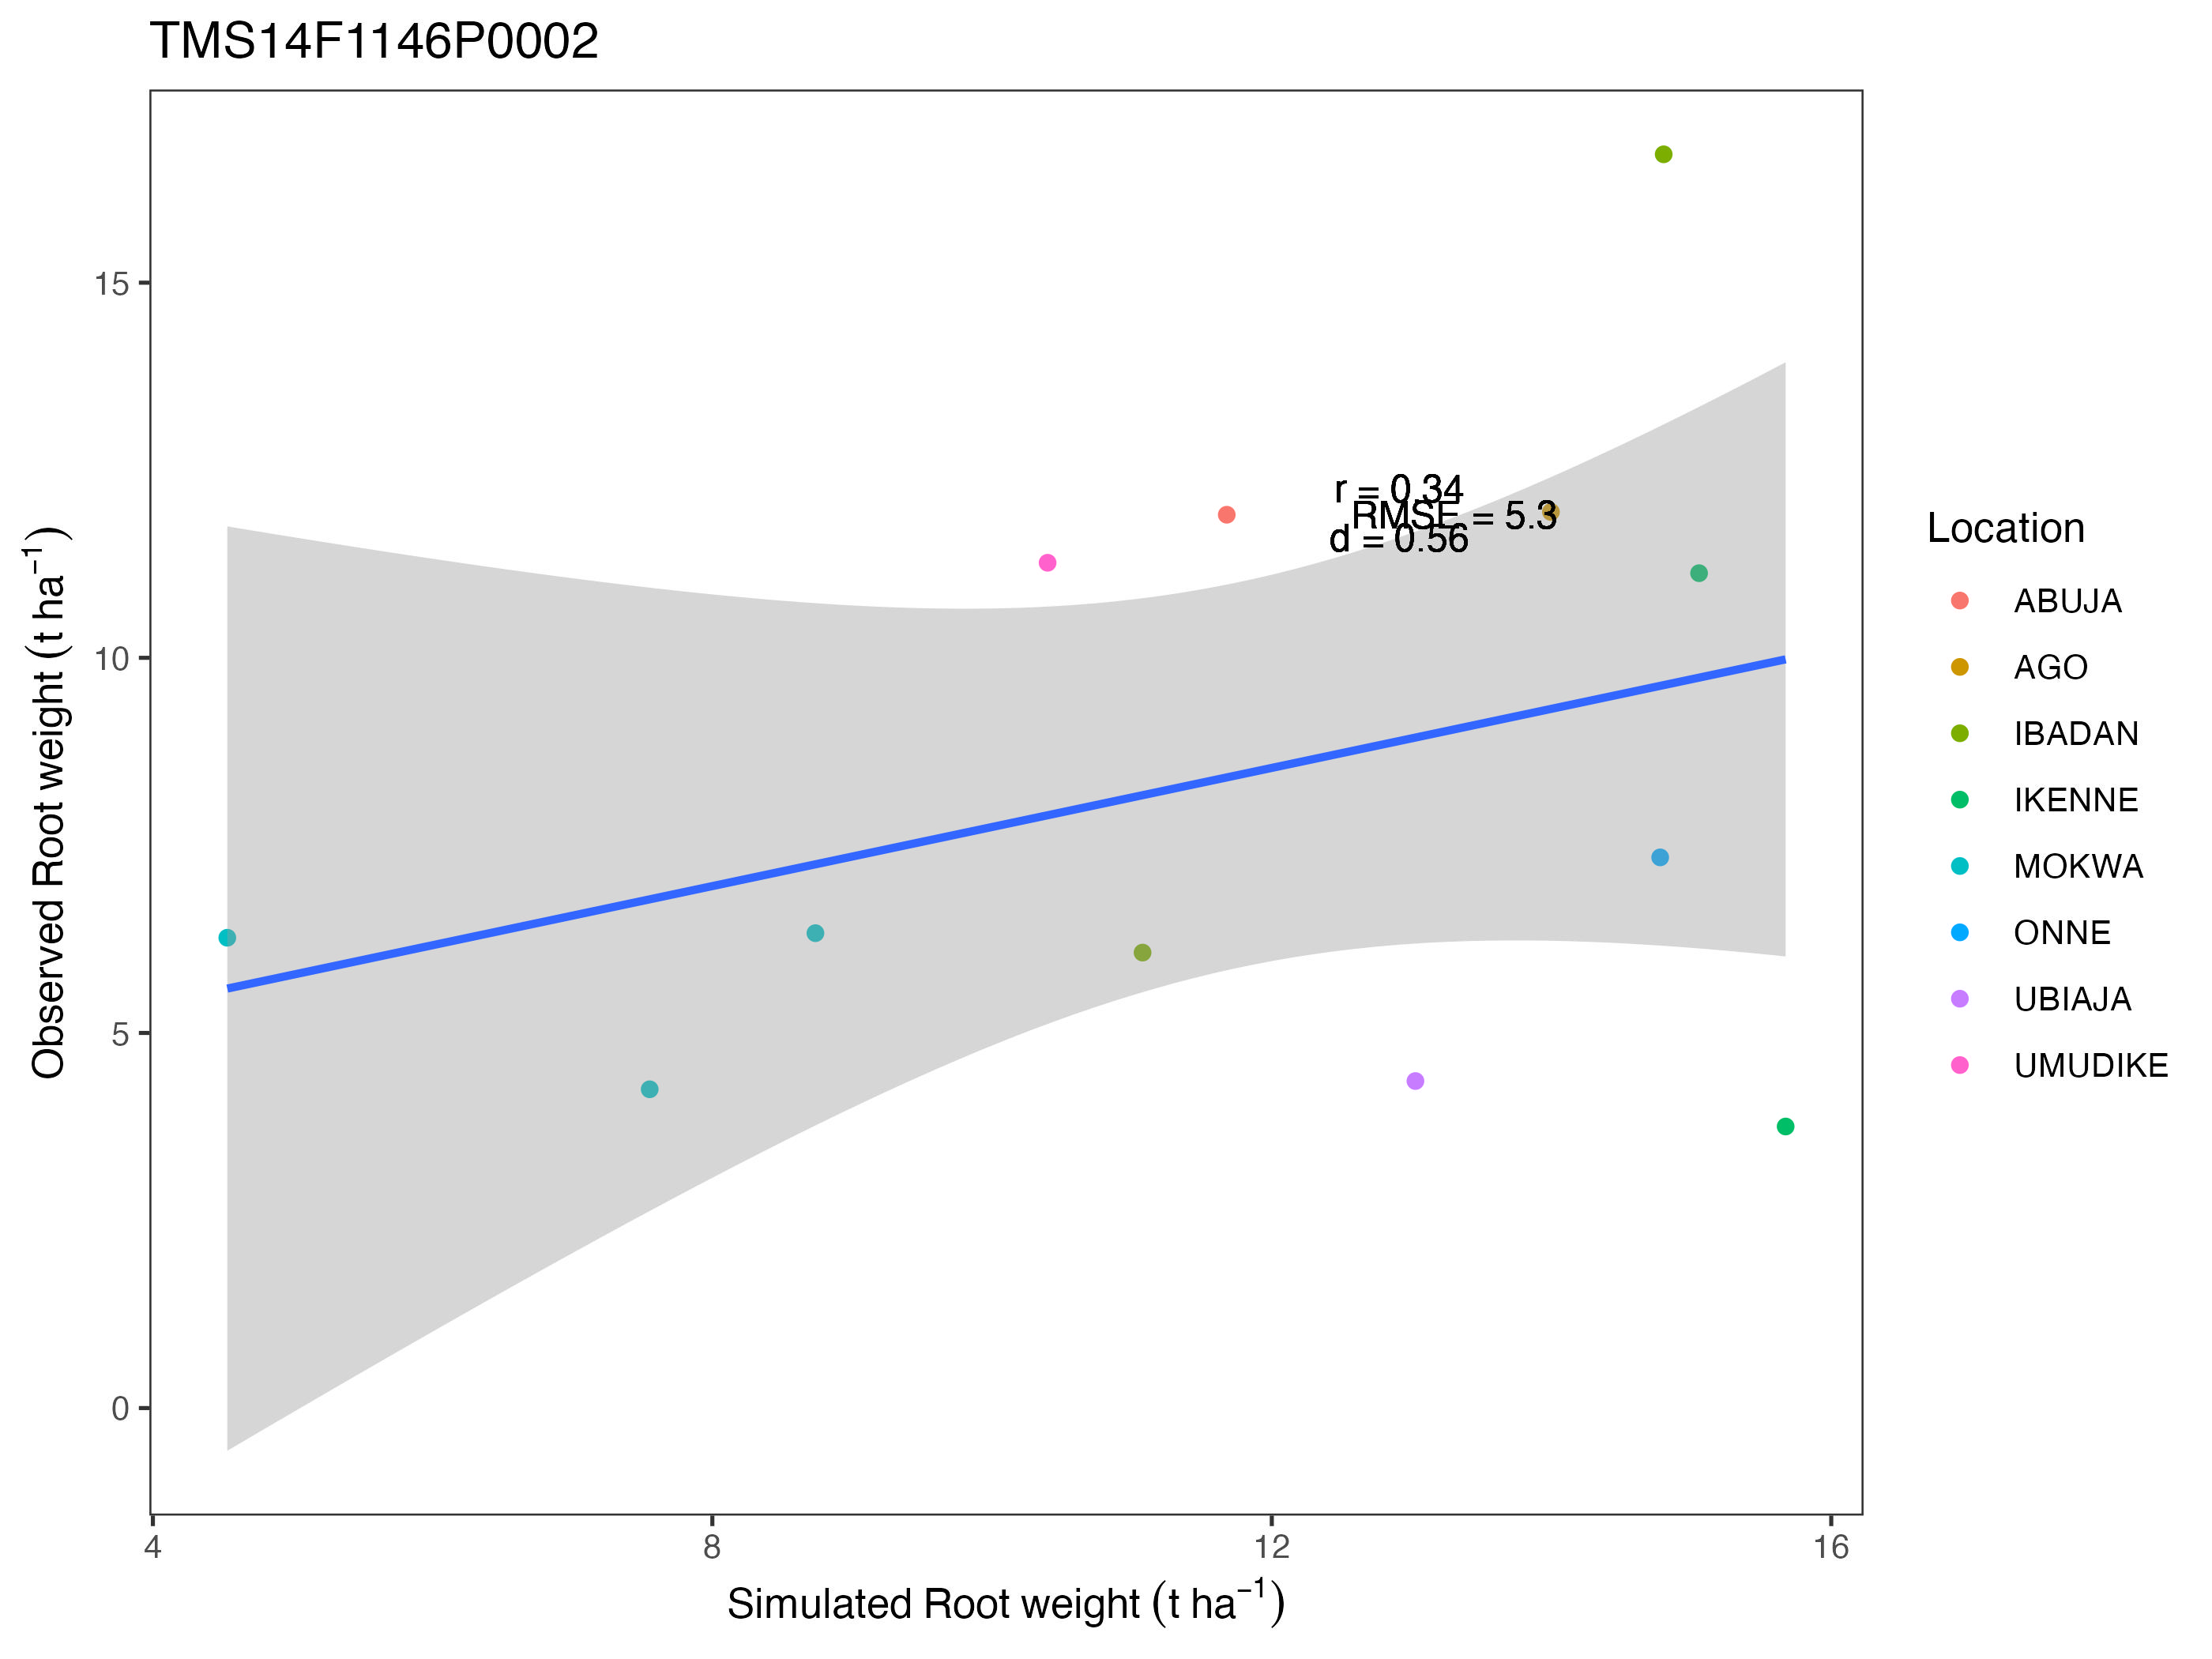 TMS14F1146P0002
Observed Root weight (t ha⁻¹)
15
10
5
0
r = 0.34
RMSE = 5.3
d = 0.56
4
8
12
16
Simulated Root weight (t ha⁻¹)
Location
ABUJA
AGO
IBADAN
IKENNE
MOKWA
ONNE
UBIAJA
UMUDIKE